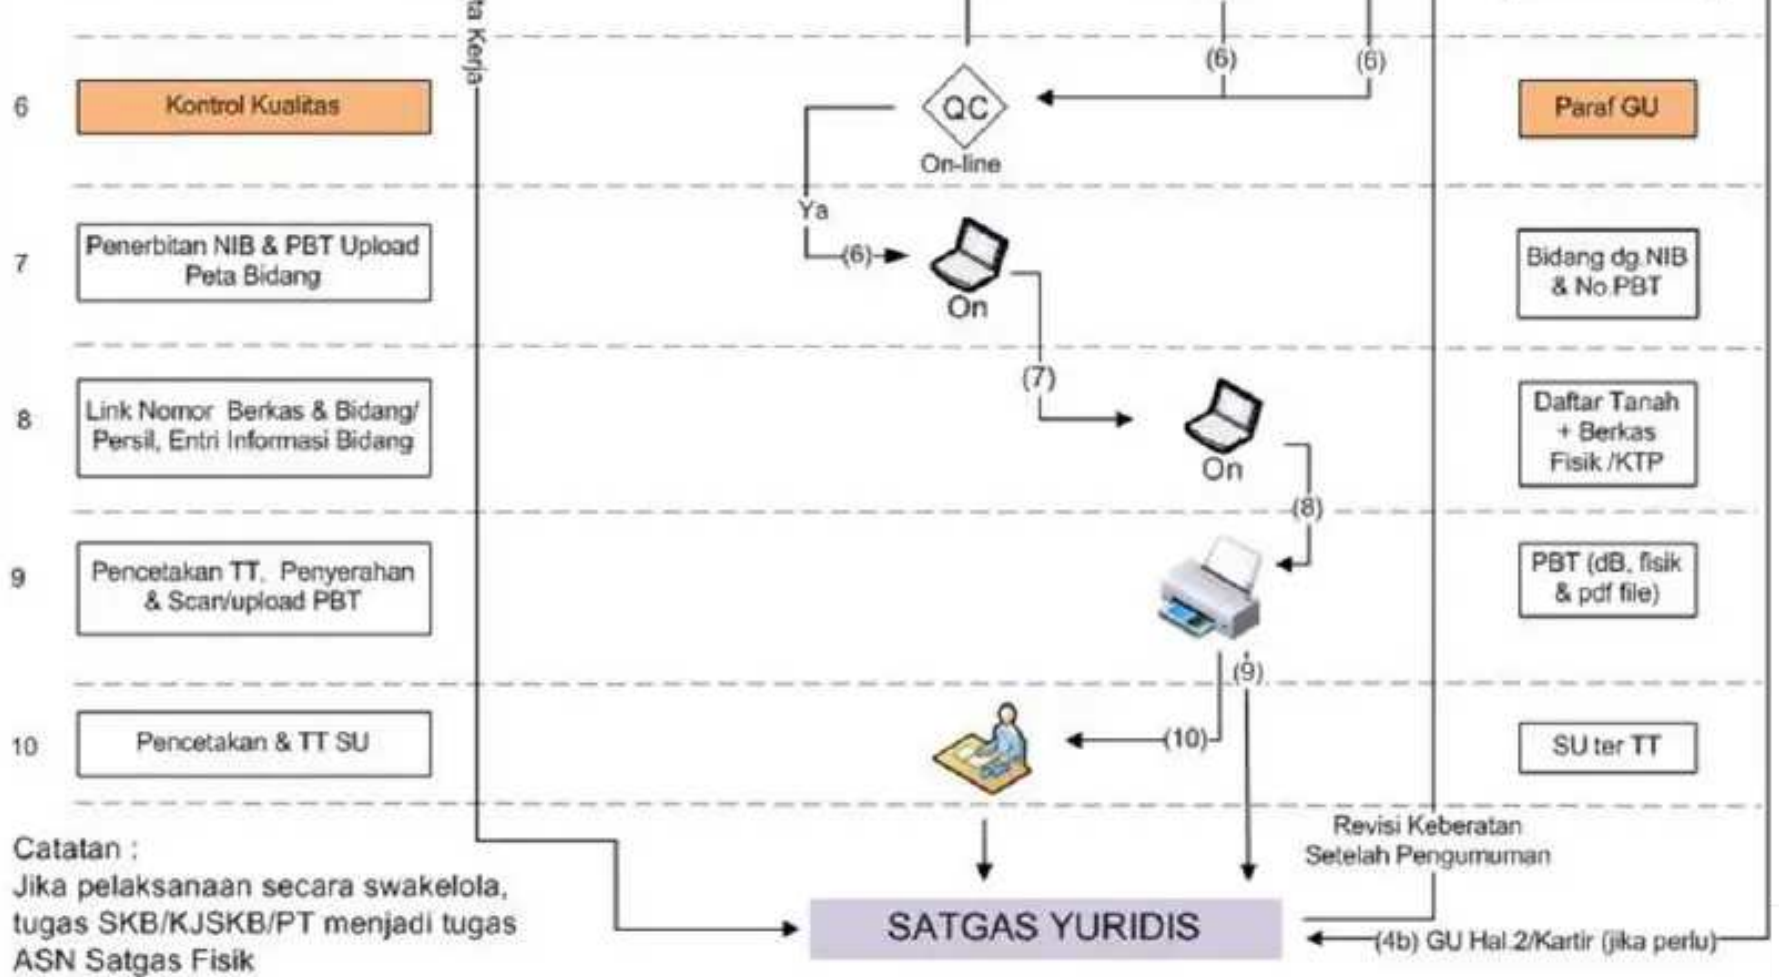 ta Kerja
(6)
(6)
6
Kontrol Kualitas
QC
On-line
Paraf GU
Ya
7
Penerbitan NIB & PBT Upload
Peta Bidang
(6)
On
Bidang dg.NIB
& No.PBT
(7)
8
Link Nomor Berkas & Bidang/
Persil, Entri Informasi Bidang
On
Daftar Tanah
+ Berkas
Fisik /KTP
(8)
9
Pencetakan TT, Penyerahan
& Scan/upload PBT
PBT (dB, fisik
& pdf file)
(9)
10
Pencetakan & TT SU
(10)
SU ter TT
Revisi Keberatan
Setelah Pengumuman
Catatan :
Jika pelaksanaan secara swakelola,
tugas SKB/KJSKB/PT menjadi tugas
ASN Satgas Fisik
SATGAS YURIDIS
(4b) GU Hal.2/Kartir (jika perlu)